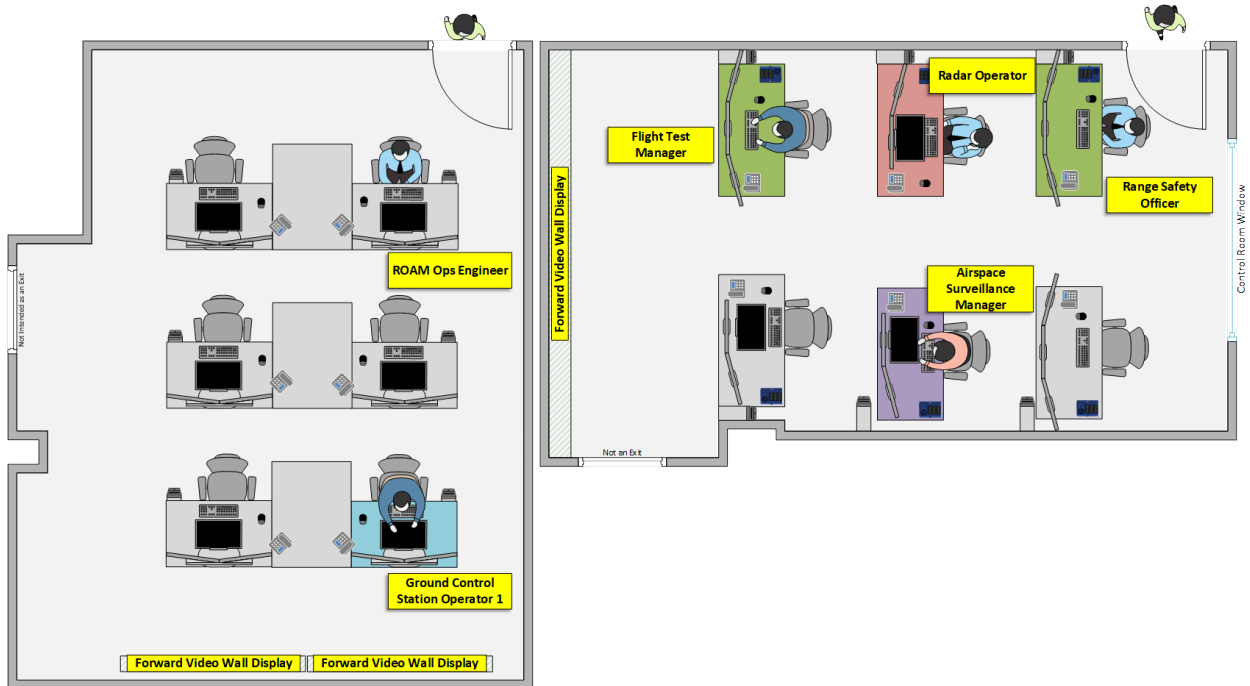 Not Intended as an Exit
ROAM Ops Engineer
Ground Control
Station Operator 1
Forward Video Wall Display
Forward Video Wall Display
Forward Video Wall Display
Flight Test
Manager
Radar Operator
Range Safety
Officer
Airspace
Surveillance
Manager
Control Room Window
Not an Exit